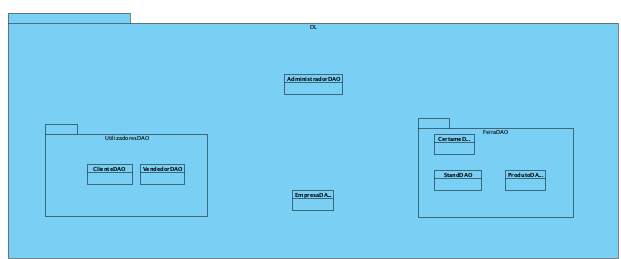 DL
AdministradorDAO
UtilizadoresDAO
FeiraDAO
CertameD...
ClienteDAO
VendedorDAO
StandDAO
ProdutoDA...
EmpresaDA...